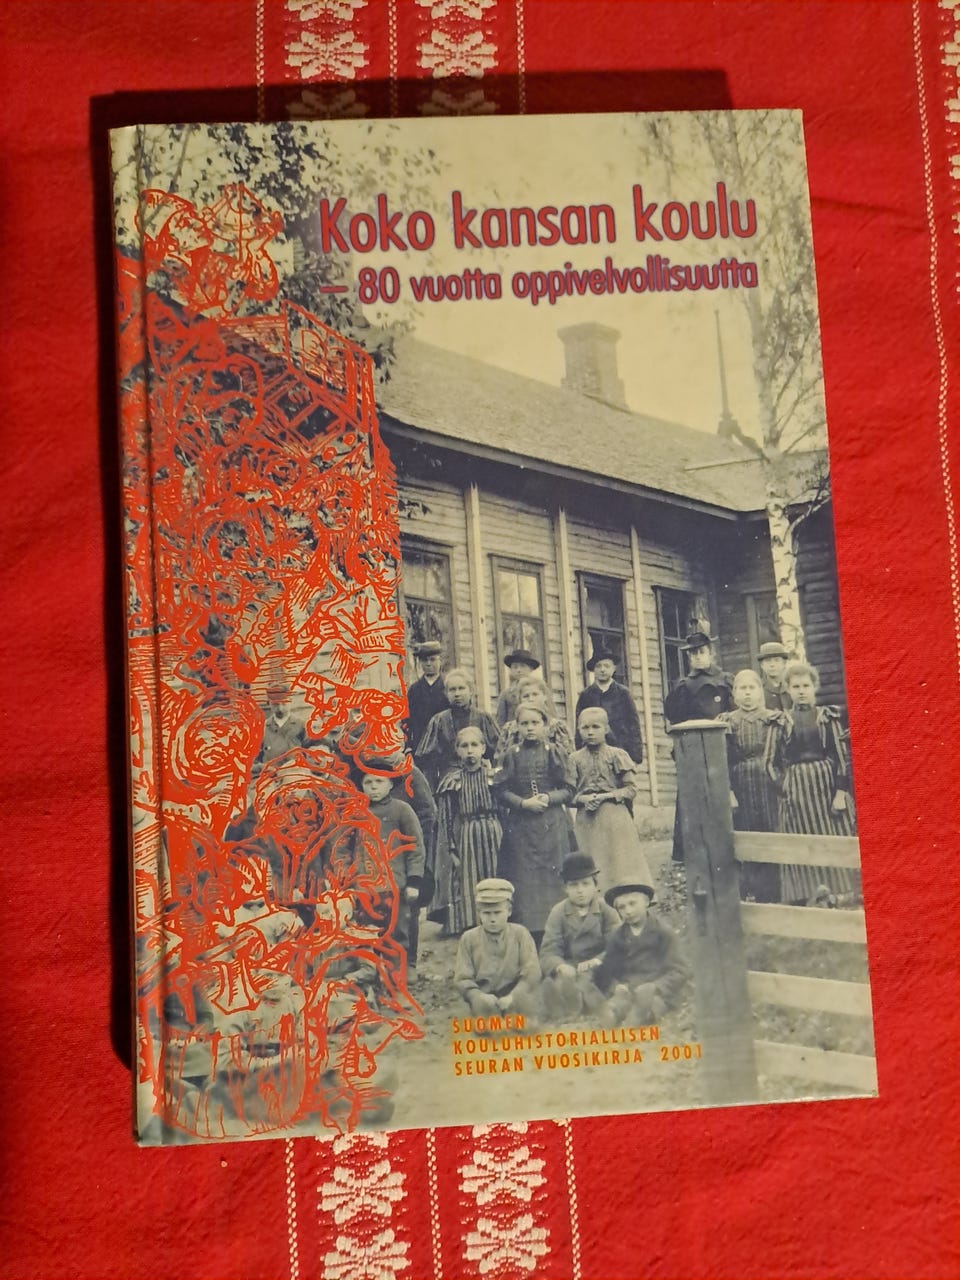 Koko kansan koulu
– 80 vuotta oppivelvollisuutta
SUOMEN
KOULUHISTORIALLISEN
SEURAN VUOSIKIRJA 2001